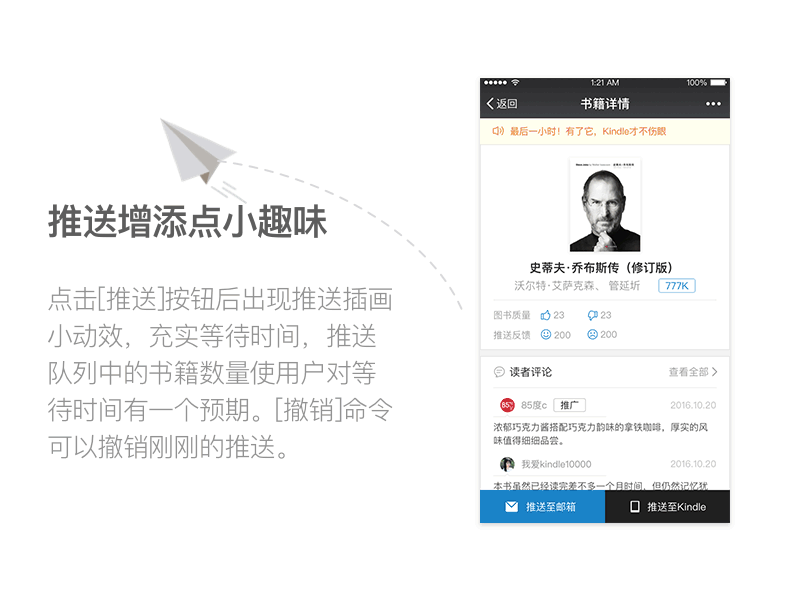 推送增添点小趣味
点击[推送]按钮后出现推送插画
小动效，充实等待时间，推送
队列中的书籍数量使用户对等
待时间有一个预期。[撤销]命令
可以撤销刚刚的推送。
1:21 AM 100%
返回 书籍详情
最后一小时！有了它，Kindle才不伤眼
史蒂夫·乔布斯传（修订版）
沃尔特·艾萨克森、管延圻 777K
图书质量 23 23
推送反馈 200 200
读者评论 查看全部
85℃ 85度c 推广 2016.10.20
浓郁巧克力酱搭配巧克力韵味的拿铁咖啡，厚实的风
味值得细细品尝。
我爱kindle10000 2016.10.20
本书虽然已经读完差不多一个月时间，但仍然记忆犹
推送至邮箱 推送至Kindle